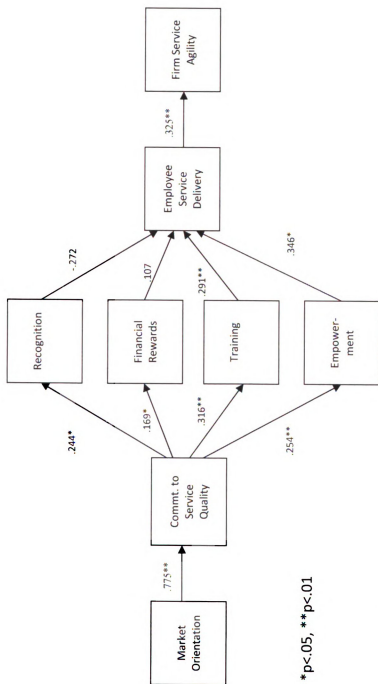 Market
Orientation
.775**
Commt. to
Service
Quality
.244*
.169*
.316**
.254**
Recognition
Financial
Rewards
Training
Empower-
ment
-.272
.107
.291**
.346*
Employee
Service
Delivery
.325**
Firm Service
Agility
*p<.05, **p<.01